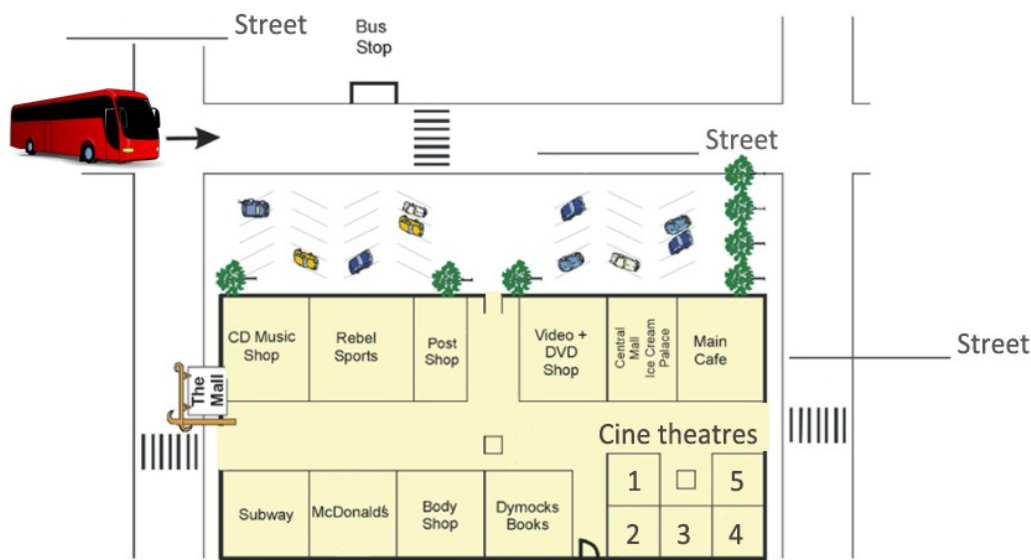 Street
Bus
Stop
Street
CD Music
Shop
Rebel
Sports
Post
Shop
Video +
DVD
Shop
Central
Mall
Ice Cream
Palace
Main
Cafe
Street
The
Mall
Cine theatres
1
5
2
3
4
Subway
McDonald's
Body
Shop
Dymocks
Books